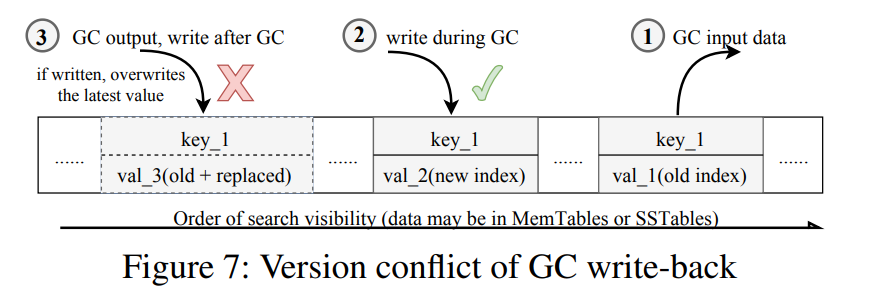 3 GC output, write after GC
2 write during GC
1 GC input data
if written, overwrites
the latest value
...... key_1 ...... key_1 ...... key_1 ......
val_3(old + replaced) val_2(new index) val_1(old index)
Order of search visibility (data may be in MemTables or SSTables)
Figure 7: Version conflict of GC write-back